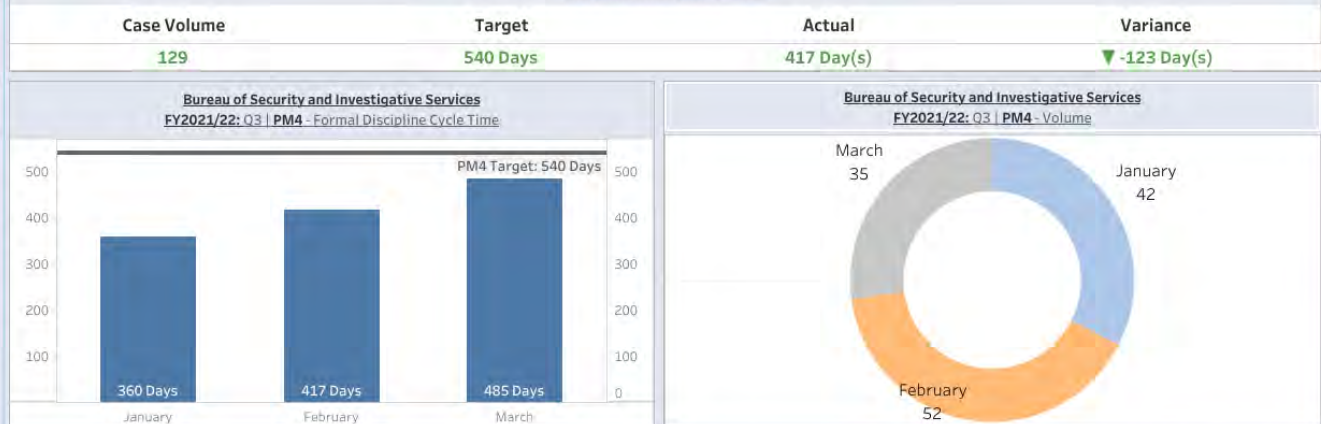 Case Volume Target Actual Variance
129 540 Days 417 Day(s) ▼ -123 Day(s)
Bureau of Security and Investigative Services
FY2021/22: Q3 | PM4 - Formal Discipline Cycle Time
PM4 Target: 540 Days
500
400
300
200
100
500
400
300
200
100
0
360 Days 417 Days 485 Days
January February March
Bureau of Security and Investigative Services
FY2021/22: Q3 | PM4 - Volume
March
35
January
42
February
52